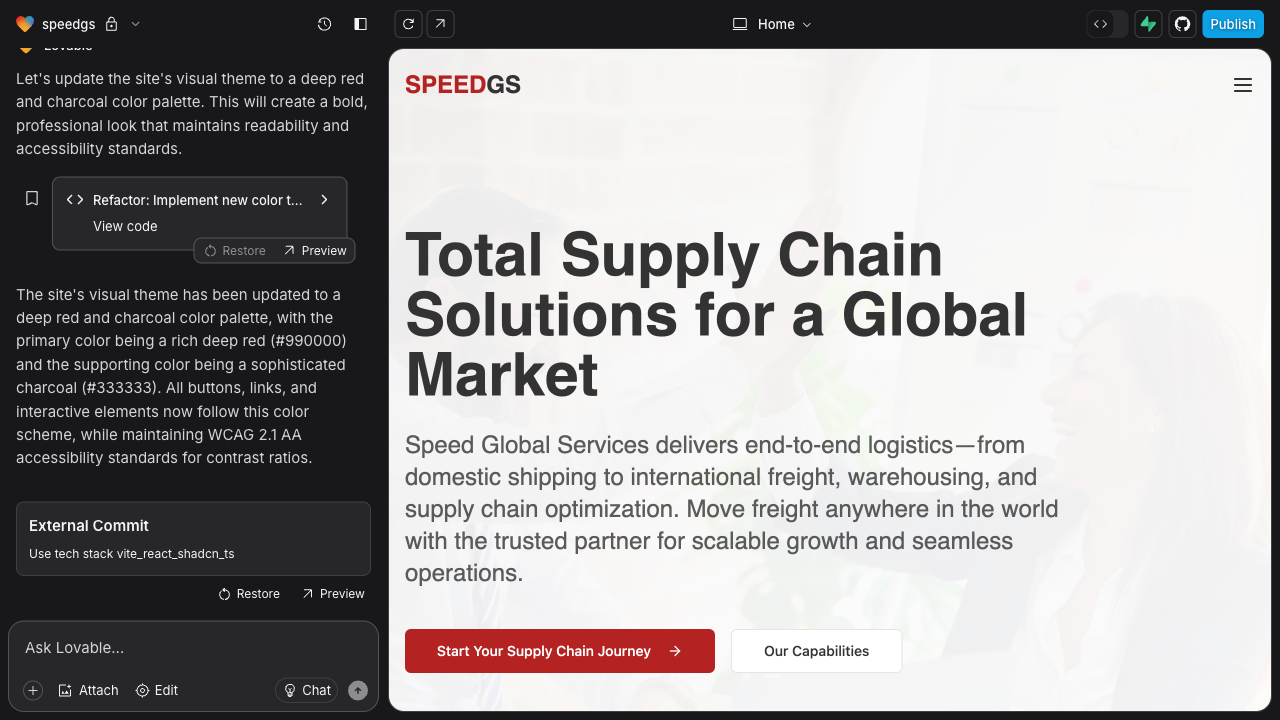 speedgs
Home
Publish
Lovable
Let's update the site's visual theme to a deep red
and charcoal color palette. This will create a bold,
professional look that maintains readability and
accessibility standards.
Refactor: Implement new color t...
View code
Restore
Preview
The site's visual theme has been updated to a
deep red and charcoal color palette, with the
primary color being a rich deep red (#990000)
and the supporting color being a sophisticated
charcoal (#333333). All buttons, links, and
interactive elements now follow this color
scheme, while maintaining WCAG 2.1 AA
accessibility standards for contrast ratios.
External Commit
Use tech stack vite_react_shadcn_ts
Restore
Preview
Ask Lovable...
Attach
Edit
Chat
SPEEDGS
Total Supply Chain
Solutions for a Global
Market
Speed Global Services delivers end-to-end logistics—from
domestic shipping to international freight, warehousing, and
supply chain optimization. Move freight anywhere in the world
with the trusted partner for scalable growth and seamless
operations.
Start Your Supply Chain Journey
Our Capabilities